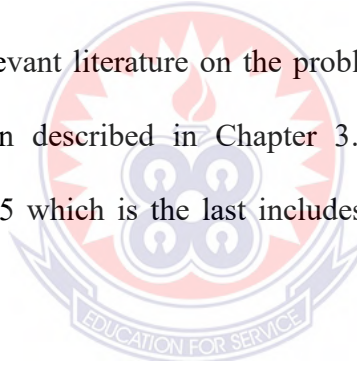 evant literature on the probl
n described in Chapter 3.
5 which is the last includes
EDUCATION FOR SERVICE